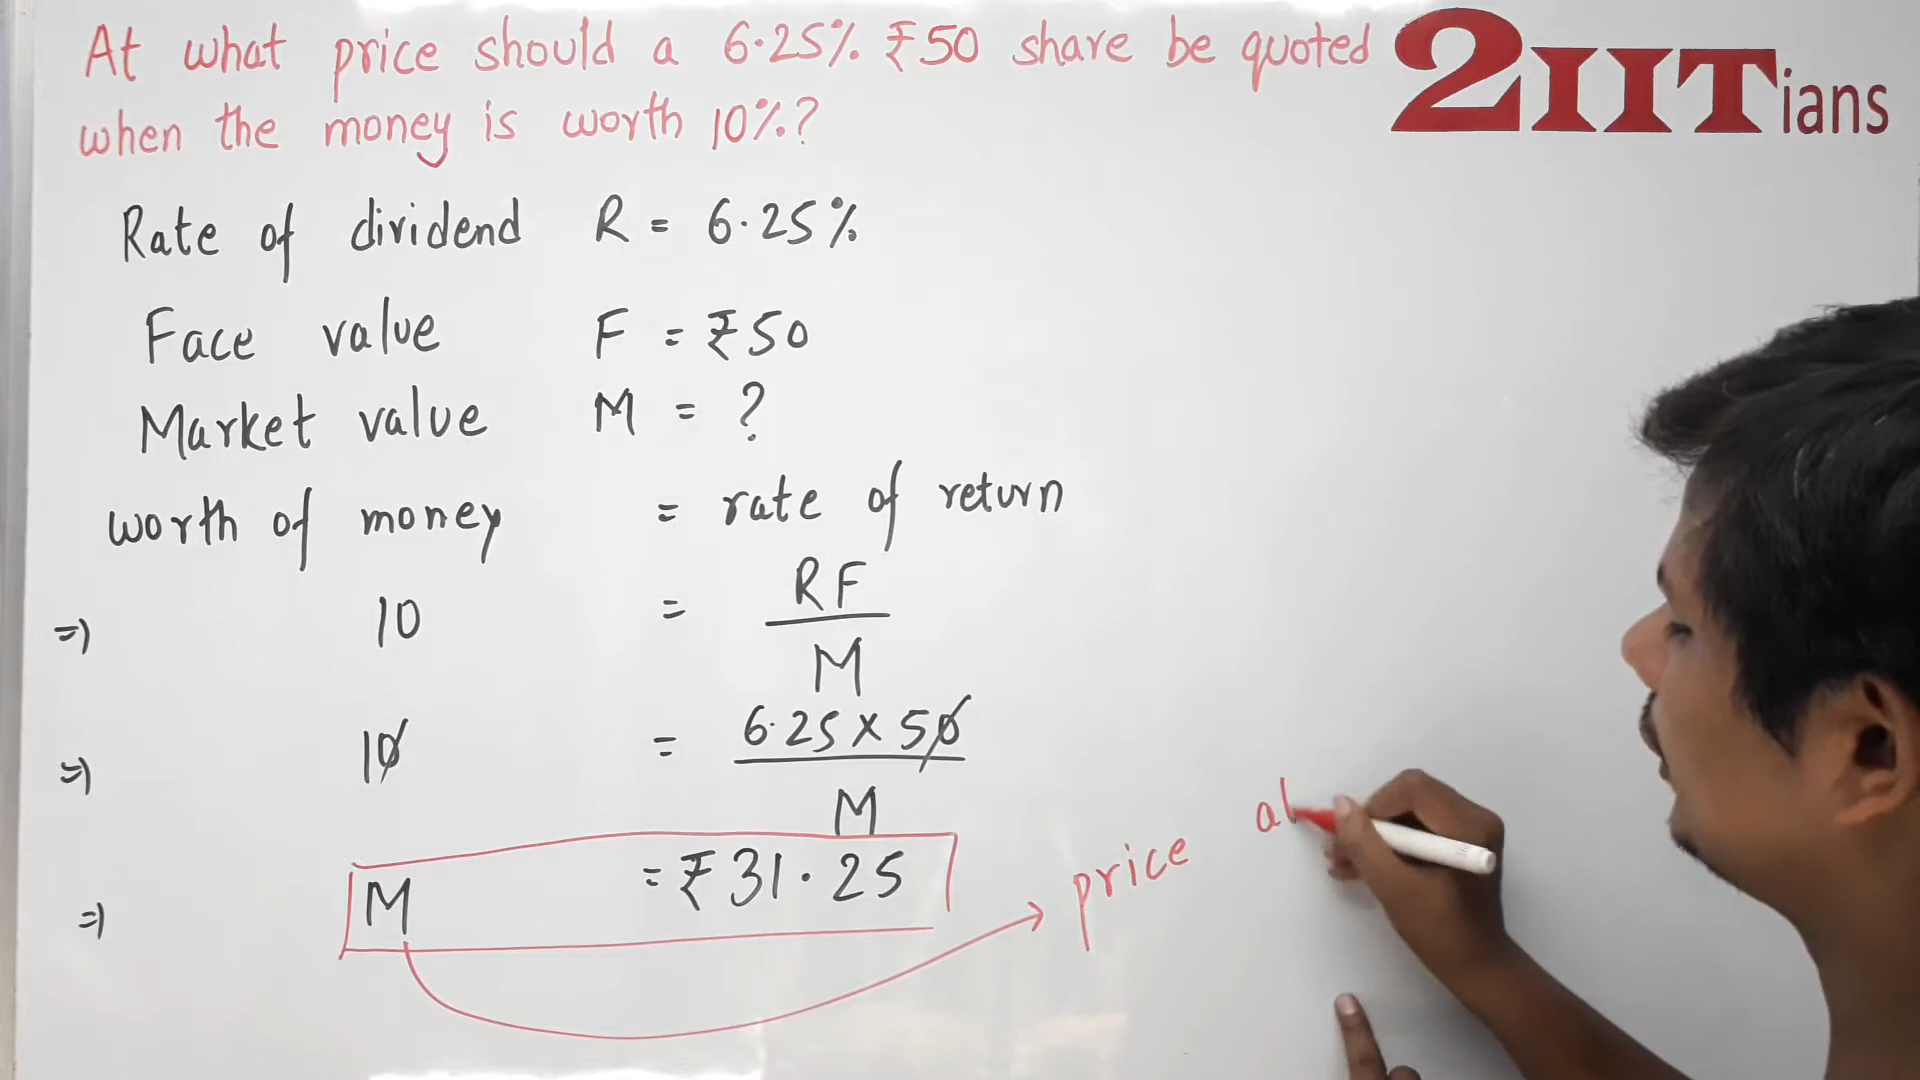 At what price should a 6.25% ₹50 share be quoted
when the money is worth 10%?
2IITians
Rate of dividend R = 6.25%
Face value F = ₹50
Market value M = ?
worth of money = rate of return
⇒ 10 = RF/M
⇒ 10 = 6.25 × 50/M
⇒ M = ₹31.25
price